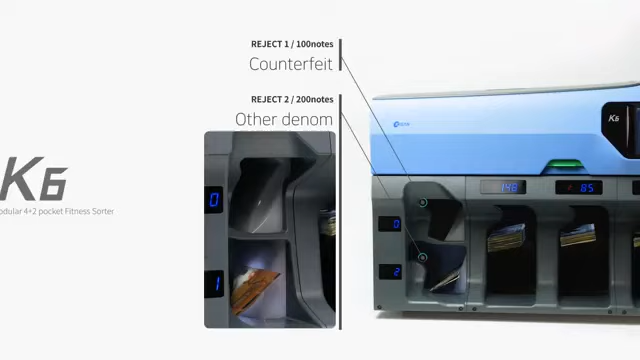 REJECT 1 / 100notes
Counterfeit
REJECT 2 / 200notes
Other denom
K6
odular 4+2 pocket Fitness Sorter
0
1
K6
146
85
0
2